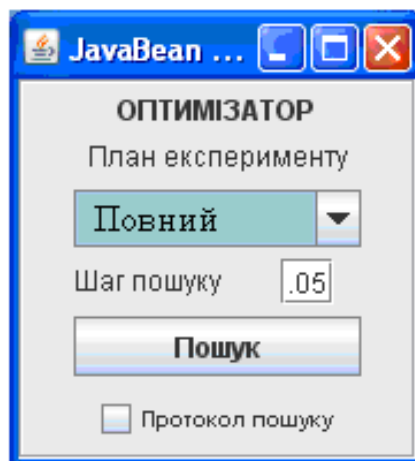 JavaBean ...
ОПТИМІЗАТОР
План експерименту
Повний
Шаг пошуку .05
Пошук
Протокол пошуку